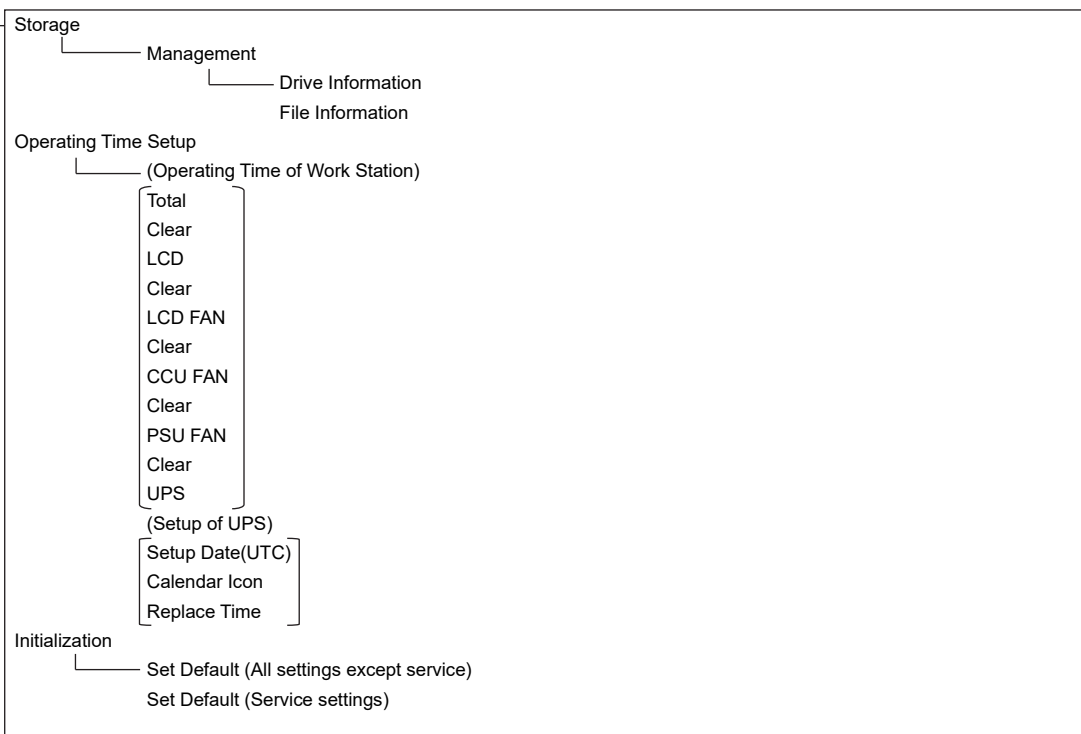 Storage
Management
Drive Information
File Information
Operating Time Setup
(Operating Time of Work Station)
Total
Clear
LCD
Clear
LCD FAN
Clear
CCU FAN
Clear
PSU FAN
Clear
UPS
(Setup of UPS)
Setup Date(UTC)
Calendar Icon
Replace Time
Initialization
Set Default (All settings except service)
Set Default (Service settings)